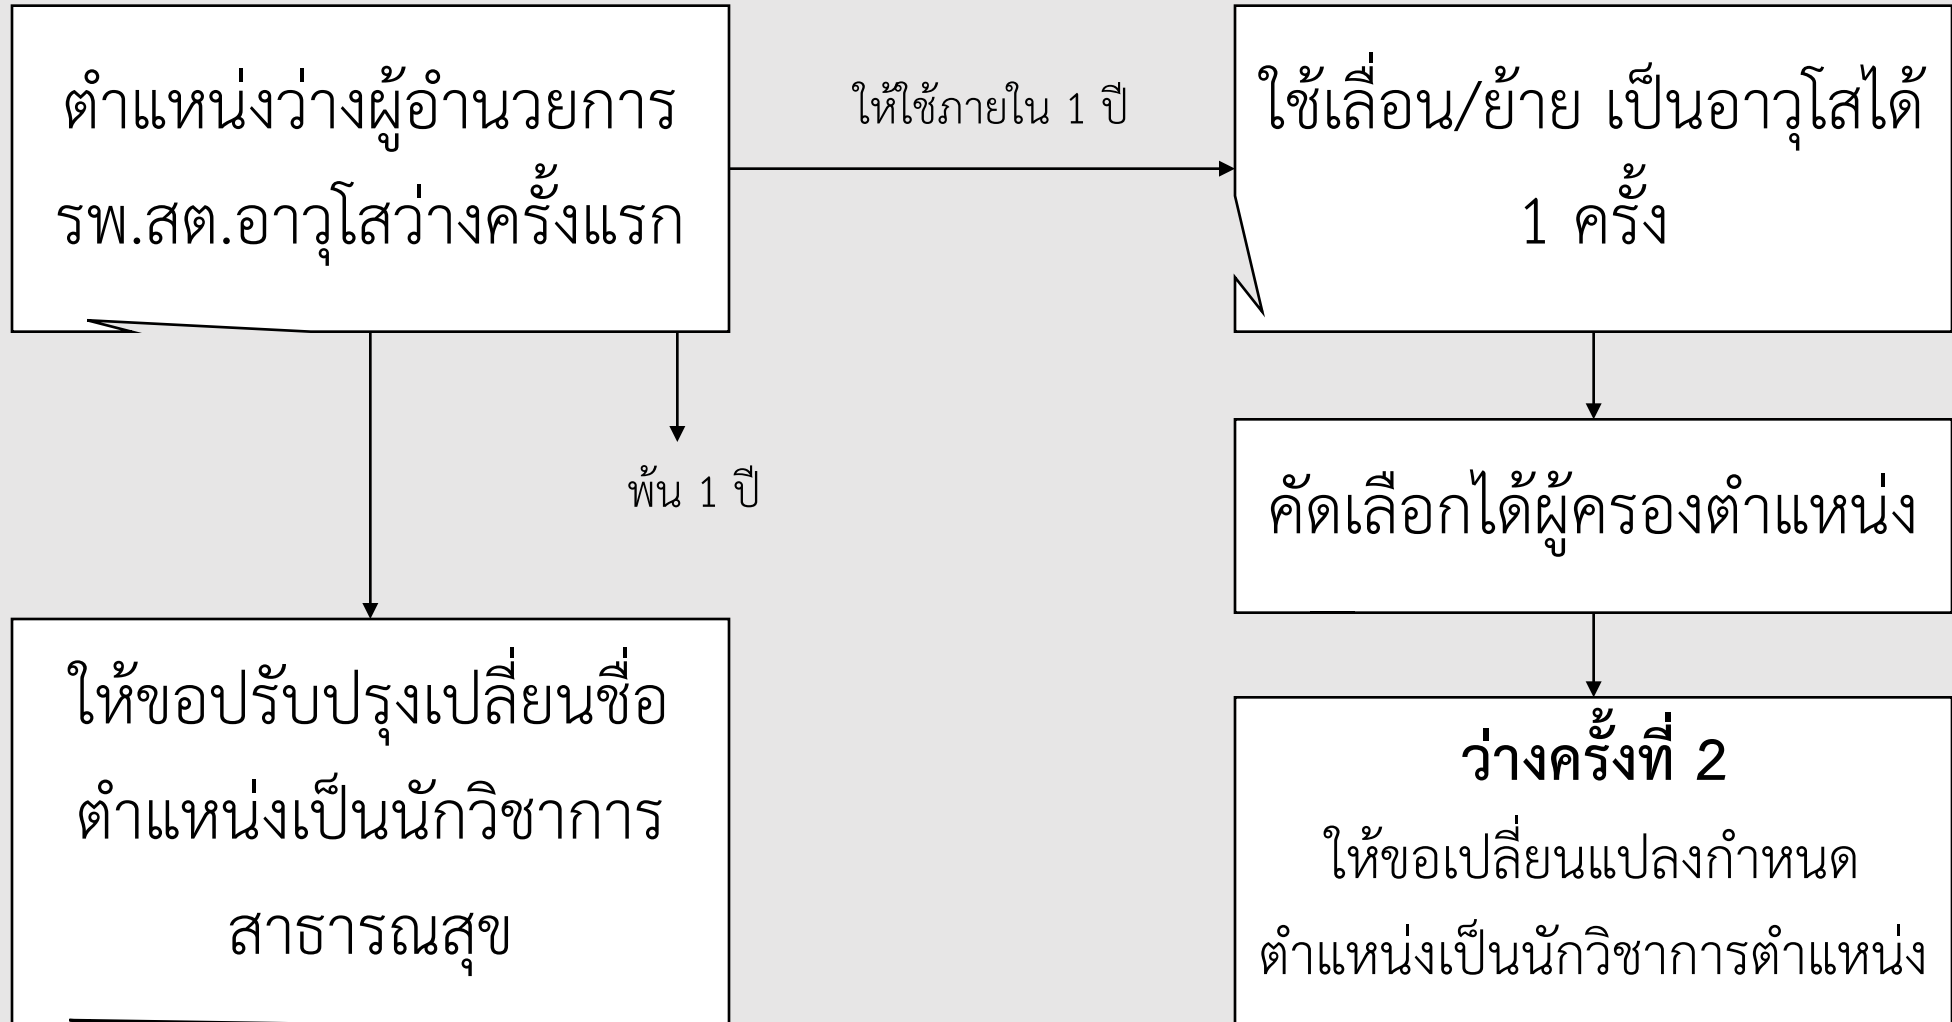 ตำแหน่งว่างผู้อำนวยการ
รพ.สต.อาวุโสว่างครั้งแรก
ให้ใช้ภายใน 1 ปี
ใช้เลื่อน/ย้าย เป็นอาวุโสได้
1 ครั้ง
พ้น 1 ปี
คัดเลือกได้ผู้ครองตำแหน่ง
ให้ขอปรับปรุงเปลี่ยนชื่อ
ตำแหน่งเป็นนักวิชาการ
สาธารณสุข
ว่างครั้งที่ 2
ให้ขอเปลี่ยนแปลงกำหนด
ตำแหน่งเป็นนักวิชาการตำแหน่ง